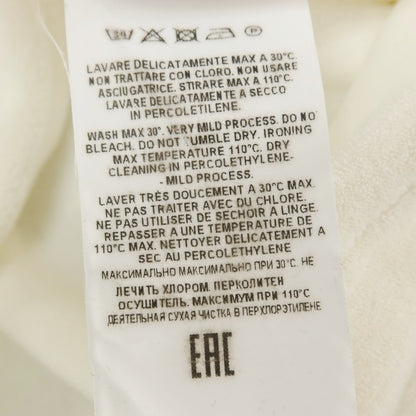 30 P
LAVARE DELICATAMENTE MAX A 30°C.
NON TRATTARE CON CLORO. NON USARE
ASCIUGATRICE. STIRARE MAX A 110°C.
LAVARE DELICATAMENTE A SECCO
IN PERCOLETILENE.
WASH MAX 30°. VERY MILD PROCESS. DO NO
BLEACH. DO NOT TUMBLE DRY. IRONING
MAX TEMPERATURE 110°C. DRY
CLEANING IN PERCOLETHYLENE-
- MILD PROCESS.
LAVER TRÈS DOUCEMENT A 30°C MAX.
NE PAS TRAITER AVEC DU CHLORE.
NE PAS UTILISER DE SECHOIR A LINGE.
REPASSER A UNE TEMPERATURE DE
110°C MAX. NETTOYER DELICATEMENT A
SEC AU PERCOLETHYLENE
МАКСИМАЛЬНО МАКСИМАЛЬНО ПРИ 30°C. НЕ
ЛЕЧИТЬ ХЛОРОМ. ПЕРКОЛИТЕН
ОСУШИТЕЛЬ. МАКСИМУМ ПРИ 110°C
ДЕЯТЕЛЬНАЯ СУХАЯ ЧИСТКА В ПЕРХЛОРЭТИЛЕНЕ
EAC